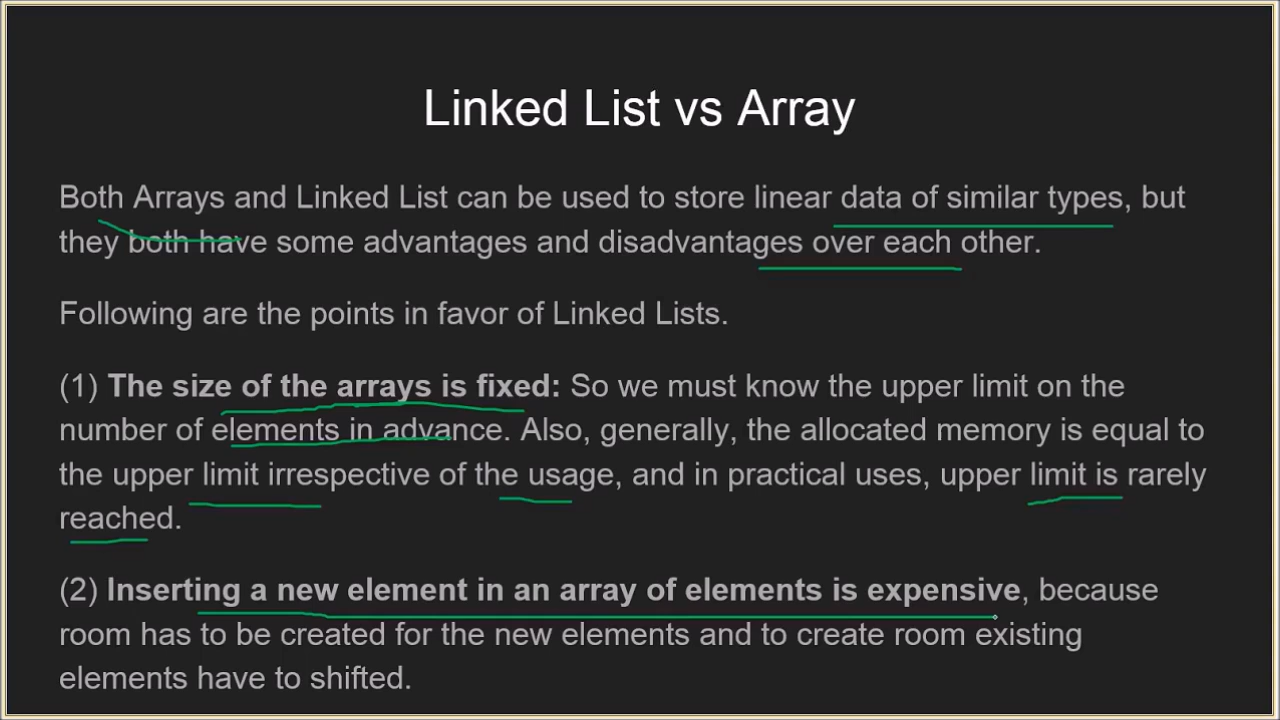 Linked List vs Array
Both Arrays and Linked List can be used to store linear data of similar types, but
they both have some advantages and disadvantages over each other.
Following are the points in favor of Linked Lists.
(1) The size of the arrays is fixed: So we must know the upper limit on the
number of elements in advance. Also, generally, the allocated memory is equal to
the upper limit irrespective of the usage, and in practical uses, upper limit is rarely
reached.
(2) Inserting a new element in an array of elements is expensive, because
room has to be created for the new elements and to create room existing
elements have to shifted.